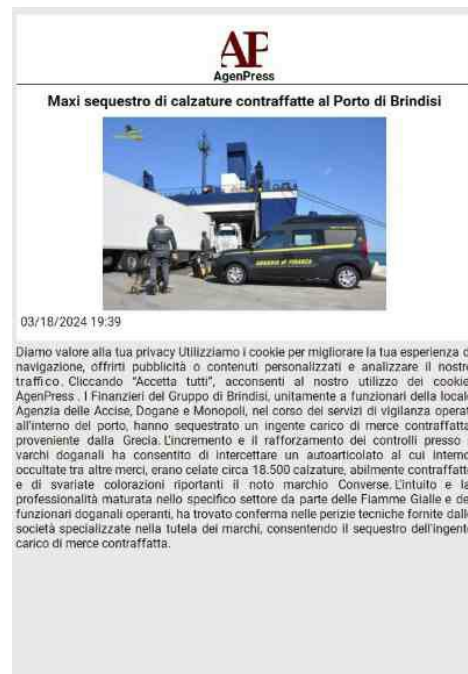 AP
AgenPress
Maxi sequestro di calzature contraffatte al Porto di Brindisi
GUARDIA DI FINANZA
03/18/2024 19:39
Diamo valore alla tua privacy Utilizziamo i cookie per migliorare la tua esperienza d
navigazione, offrirti pubblicità o contenuti personalizzati e analizzare il nostro
traffico. Cliccando “Accetta tutti”, acconsenti al nostro utilizzo dei cookie
AgenPress . I Finanzieri del Gruppo di Brindisi, unitamente a funzionari della locale
Agenzia delle Accise, Dogane e Monopoli, nel corso dei servizi di vigilanza operat
all'interno del porto, hanno sequestrato un ingente carico di merce contraffatta
proveniente dalla Grecia. L'incremento e il rafforzamento dei controlli presso
varchi doganali ha consentito di intercettare un autoarticolato al cui interno
occultate tra altre merci, erano celate circa 18.500 calzature, abilmente contraffatte
e di svariate colorazioni riportanti il noto marchio Converse. L'intuito e la
professionalità maturata nello specifico settore da parte delle Fiamme Gialle e de
funzionari doganali operanti, ha trovato conferma nelle perizie tecniche fornite dalle
società specializzate nella tutela dei marchi, consentendo il sequestro dell'ingente
carico di merce contraffatta.